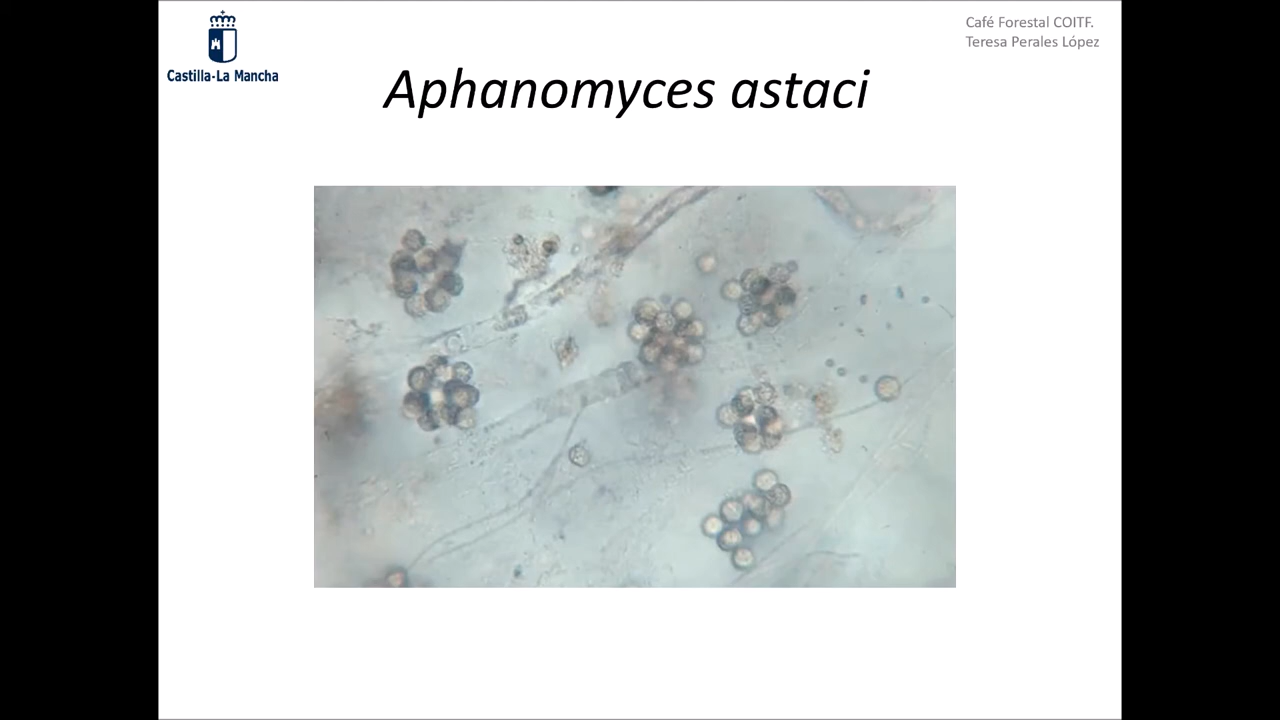 Café Forestal COITF.
Teresa Perales López
Castilla-La Mancha
Aphanomyces astaci